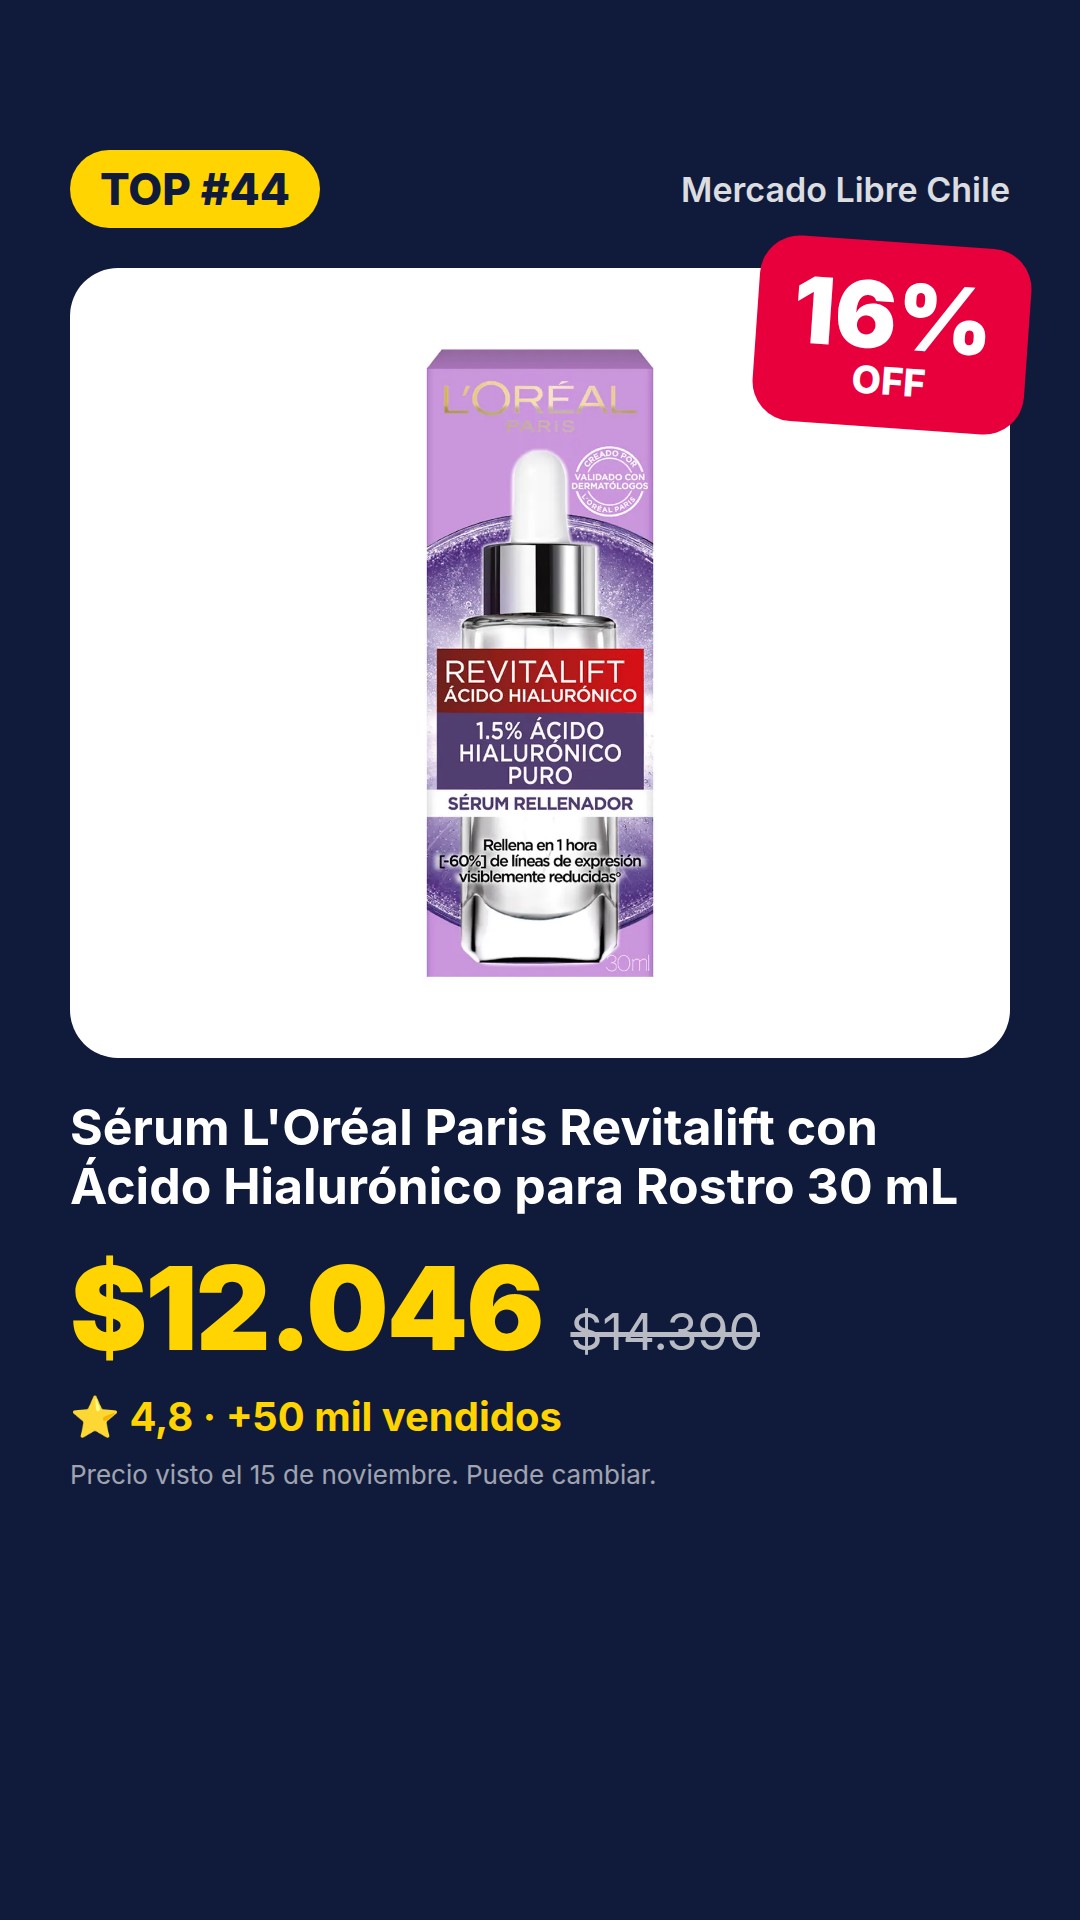 TOP #44
Mercado Libre Chile
16%
OFF
L'ORÉAL
PARIS
CREADO POR
VALIDADO CON
DERMATÓLOGOS
L'ORÉAL PARIS
REVITALIFT
ÁCIDO HIALURÓNICO
1.5% ÁCIDO
HIALURÓNICO
PURO
SÉRUM RELLENADOR
Rellena en 1 hora
[-60%] de líneas de expresión
visiblemente reducidas°
30ml
Sérum L'Oréal Paris Revitalift con
Ácido Hialurónico para Rostro 30 mL
$12.046 $14.390
⭐ 4,8 · +50 mil vendidos
Precio visto el 15 de noviembre. Puede cambiar.